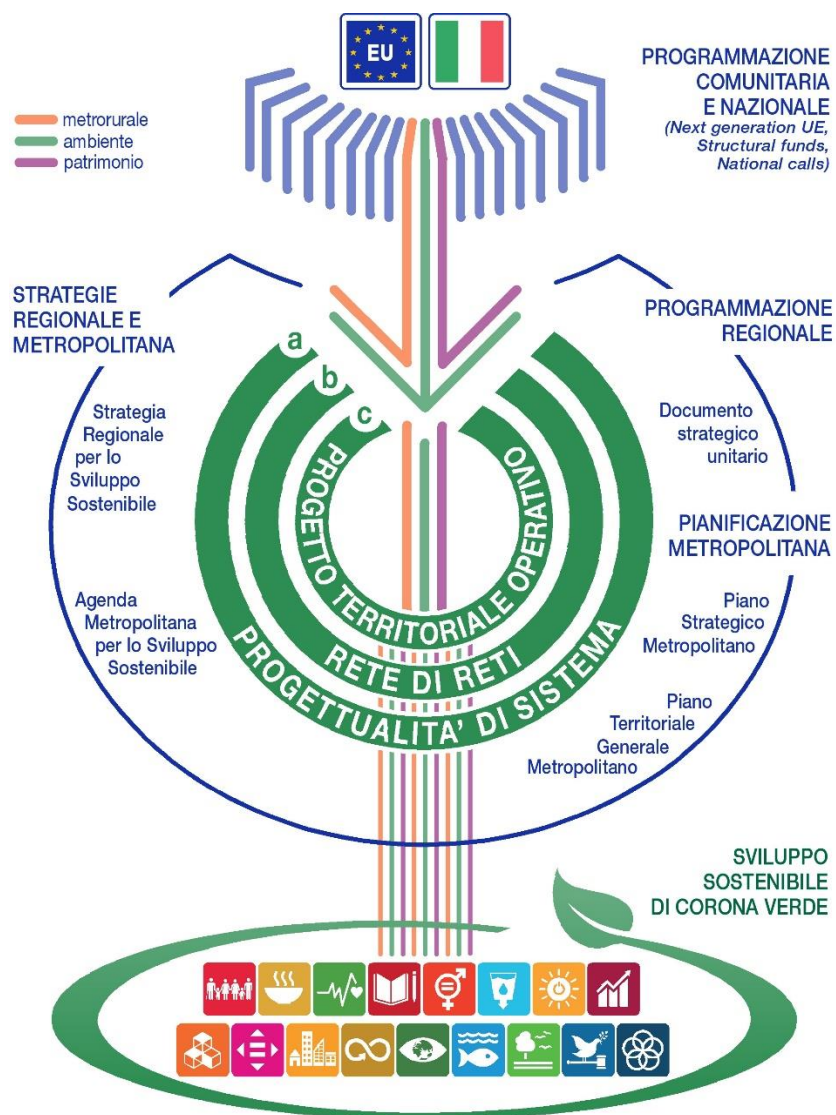 EU
PROGRAMMAZIONE
COMUNITARIA
E NAZIONALE
(Next generation UE,
Structural funds,
National calls)
metrorurale
ambiente
patrimonio
STRATEGIE
REGIONALE E
METROPOLITANA
Strategia
Regionale
per lo
Sviluppo
Sostenibile
Agenda
Metropolitana
per lo Sviluppo
Sostenibile
a
b
c
PROGETTO TERRITORIALE OPERATIVO
RETE DI RETI
PROGETTUALITA' DI SISTEMA
PROGRAMMAZIONE
REGIONALE
Documento
strategico
unitario
PIANIFICAZIONE
METROPOLITANA
Piano
Strategico
Metropolitano
Piano
Territoriale
Generale
Metropolitano
SVILUPPO
SOSTENIBILE
DI CORONA VERDE